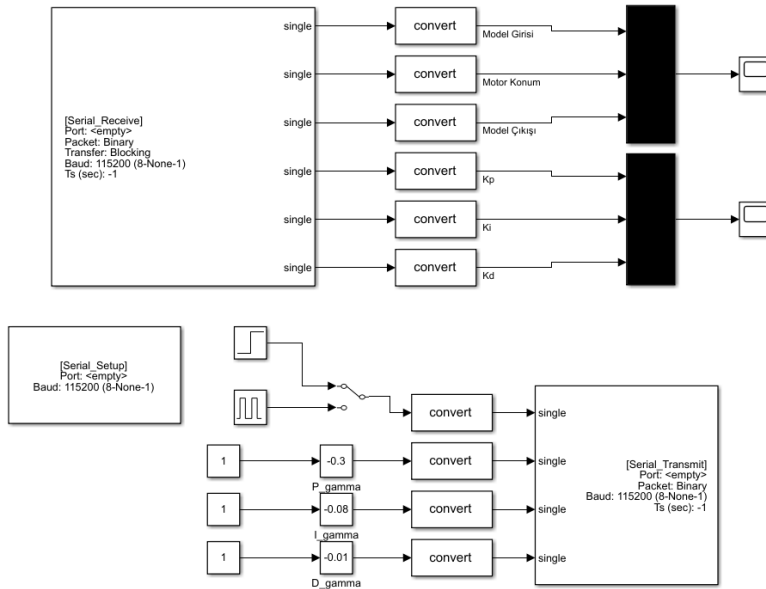 single
convert
Model Girisi
single
convert
Motor Konum
[Serial_Receive]
Port: <empty>
Packet: Binary
Transfer: Blocking
Baud: 115200 (8-None-1)
Ts (sec): -1
single
convert
Model Çıkışı
single
convert
Kp
single
convert
Ki
single
convert
Kd
[Serial_Setup]
Port: <empty>
Baud: 115200 (8-None-1)
convert
single
1
-0.3
P_gamma
convert
single
1
-0.08
I_gamma
convert
single
1
-0.01
D_gamma
convert
single
[Serial_Transmit]
Port: <empty>
Packet: Binary
Baud: 115200 (8-None-1)
Ts (sec): -1